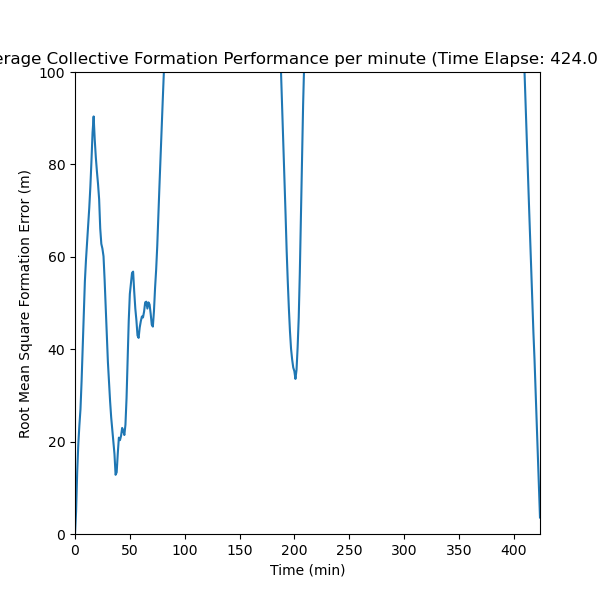 erage Collective Formation Performance per minute (Time Elapse: 424.0
100
80
60
40
20
0
Root Mean Square Formation Error (m)
0 50 100 150 200 250 300 350 400
Time (min)